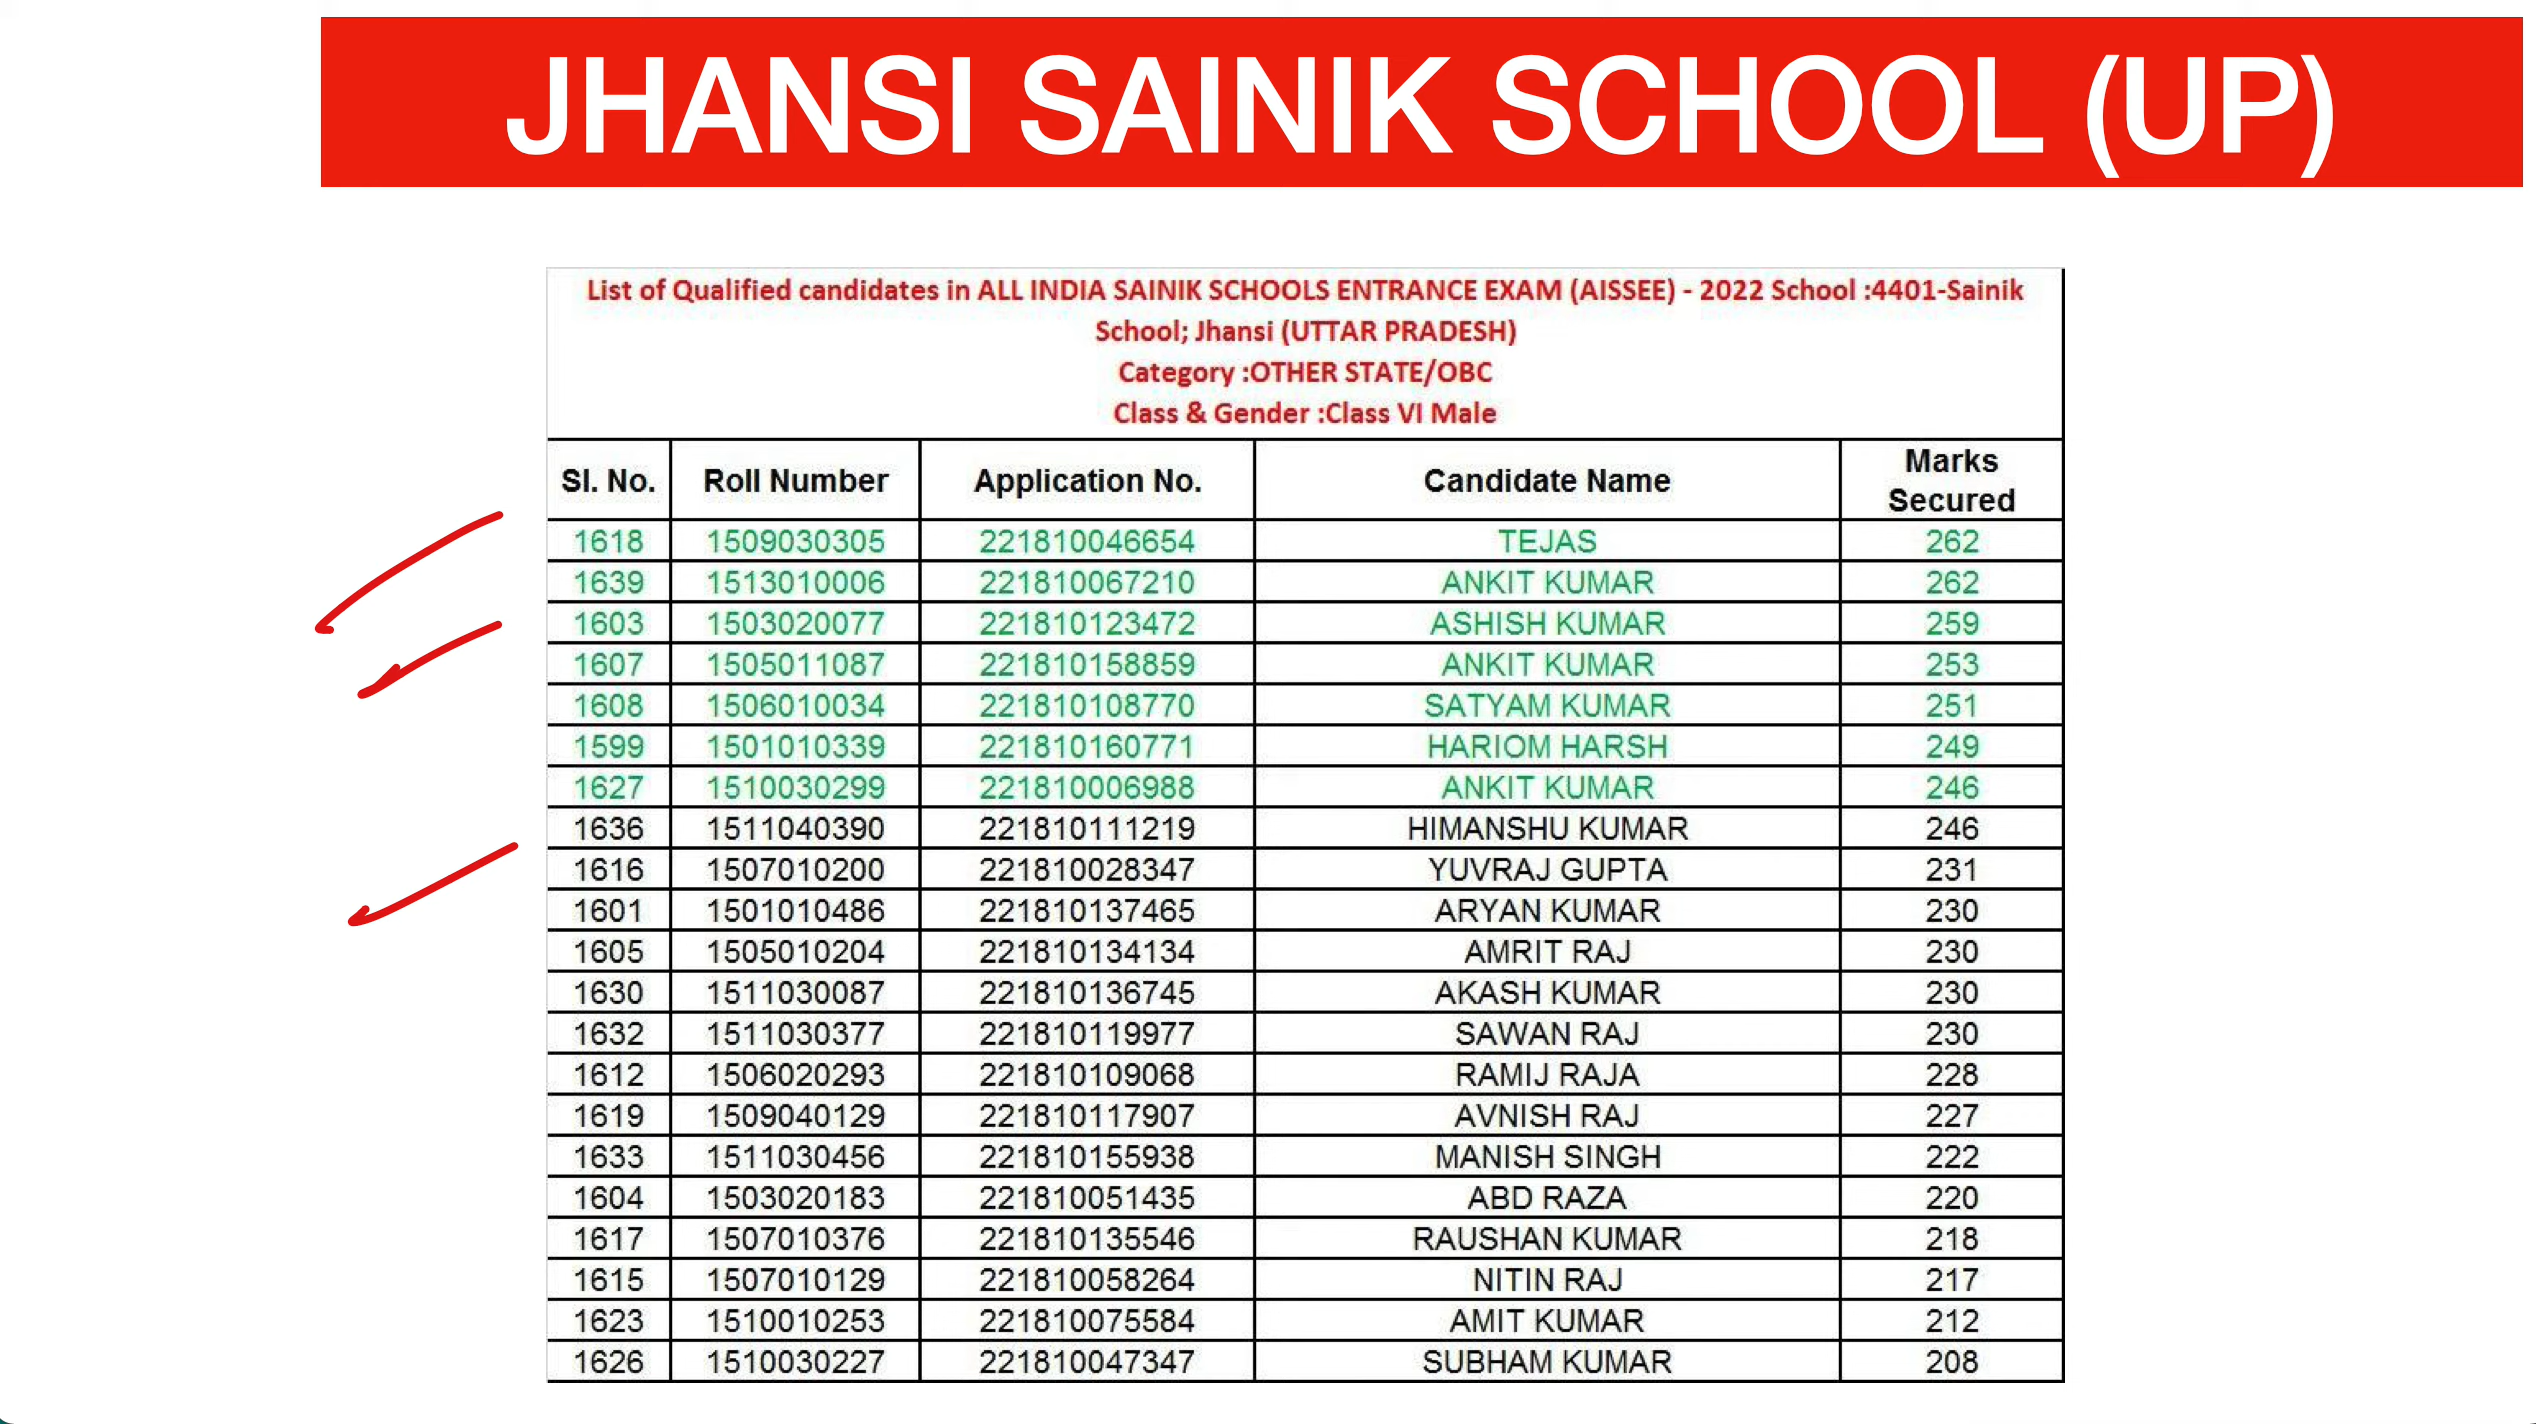 JHANSI SAINIK SCHOOL (UP)
List of Qualified candidates in ALL INDIA SAINIK SCHOOLS ENTRANCE EXAM (AISSEE) - 2022 School :4401-Sainik
School; Jhansi (UTTAR PRADESH)
Category :OTHER STATE/OBC
Class & Gender :Class VI Male
Sl. No. Roll Number Application No. Candidate Name Marks Secured
1618 1509030305 221810046654 TEJAS 262
1639 1513010006 221810067210 ANKIT KUMAR 262
1603 1503020077 221810123472 ASHISH KUMAR 259
1607 1505011087 221810158859 ANKIT KUMAR 253
1608 1506010034 221810108770 SATYAM KUMAR 251
1599 1501010339 221810160771 HARIOM HARSH 249
1627 1510030299 221810006988 ANKIT KUMAR 246
1636 1511040390 221810111219 HIMANSHU KUMAR 246
1616 1507010200 221810028347 YUVRAJ GUPTA 231
1601 1501010486 221810137465 ARYAN KUMAR 230
1605 1505010204 221810134134 AMRIT RAJ 230
1630 1511030087 221810136745 AKASH KUMAR 230
1632 1511030377 221810119977 SAWAN RAJ 230
1612 1506020293 221810109068 RAMIJ RAJA 228
1619 1509040129 221810117907 AVNISH RAJ 227
1633 1511030456 221810155938 MANISH SINGH 222
1604 1503020183 221810051435 ABD RAZA 220
1617 1507010376 221810135546 RAUSHAN KUMAR 218
1615 1507010129 221810058264 NITIN RAJ 217
1623 1510010253 221810075584 AMIT KUMAR 212
1626 1510030227 221810047347 SUBHAM KUMAR 208